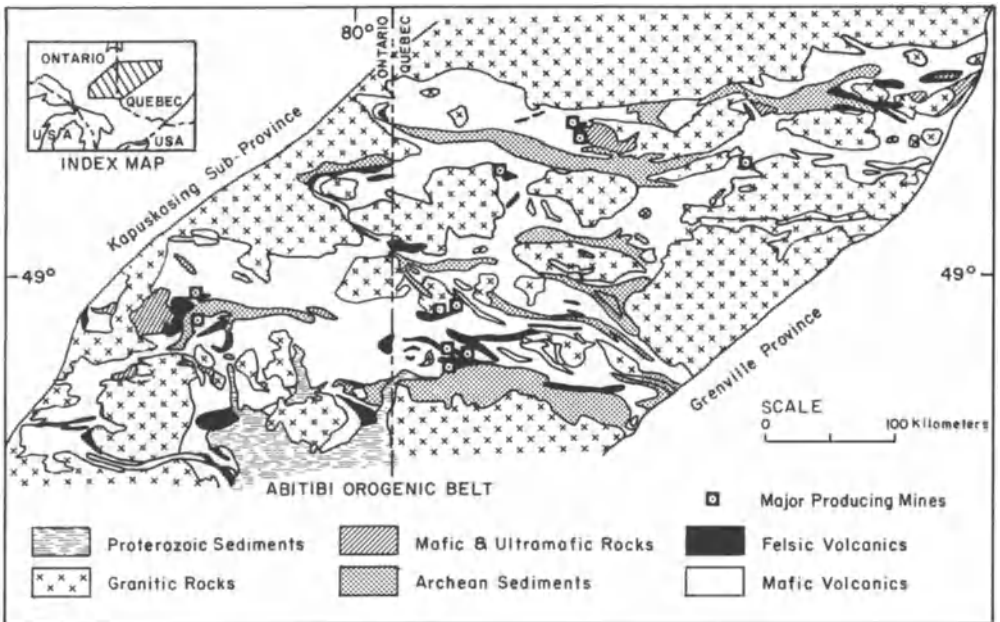 80°
ONTARIO
QUEBEC
ONTARIO
QUEBEC
USA
USA
INDEX MAP
Kapuskasing Sub-Province
49°
49°
Grenville Province
SCALE
0 100 Kilometers
ABITIBI OROGENIC BELT
Major Producing Mines
Proterazoic Sediments
Mafic & Ultramafic Rocks
Felsic Volcanics
Granitic Rocks
Archean Sediments
Mafic Volcanics